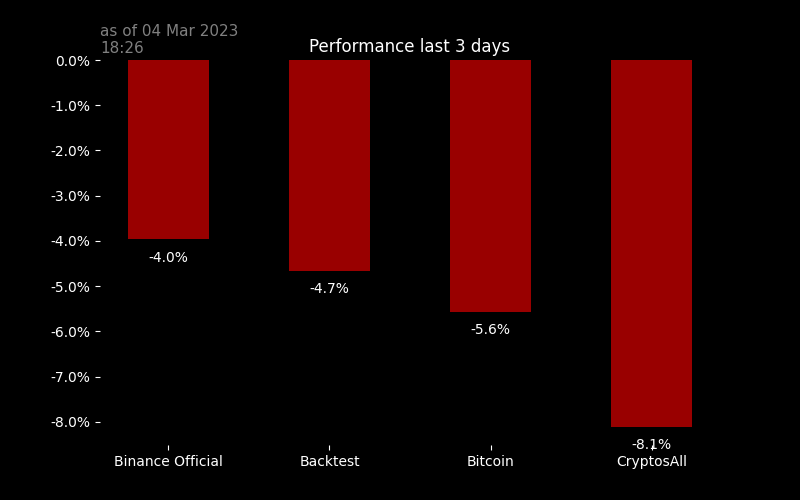 as of 04 Mar 2023
18:26
Performance last 3 days
0.0%
-1.0%
-2.0%
-3.0%
-4.0%
-5.0%
-6.0%
-7.0%
-8.0%
-4.0%
-4.7%
-5.6%
-8.1%
Binance Official
Backtest
Bitcoin
CryptosAll